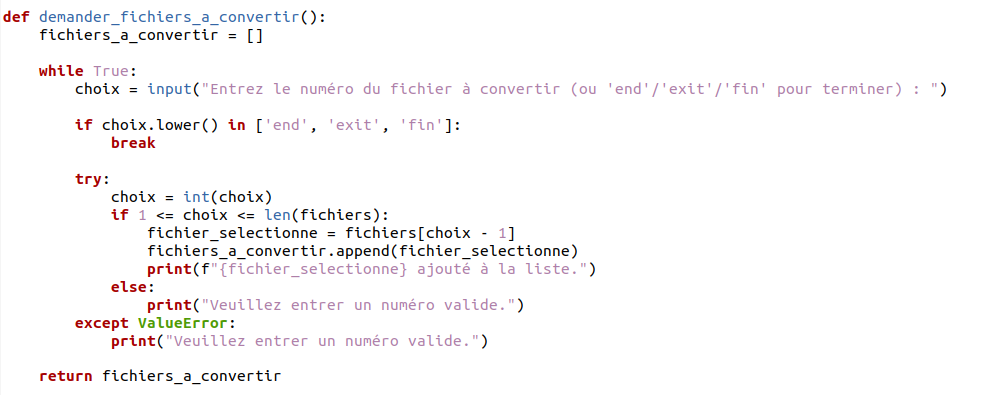 def demander_fichiers_a_convertir():
    fichiers_a_convertir = []

    while True:
        choix = input("Entrez le numéro du fichier à convertir (ou 'end'/'exit'/'fin' pour terminer) : ")

        if choix.lower() in ['end', 'exit', 'fin']:
            break

        try:
            choix = int(choix)
            if 1 <= choix <= len(fichiers):
                fichier_selectionne = fichiers[choix - 1]
                fichiers_a_convertir.append(fichier_selectionne)
                print(f"{fichier_selectionne} ajouté à la liste.")
            else:
                print("Veuillez entrer un numéro valide.")
        except ValueError:
            print("Veuillez entrer un numéro valide.")

    return fichiers_a_convertir